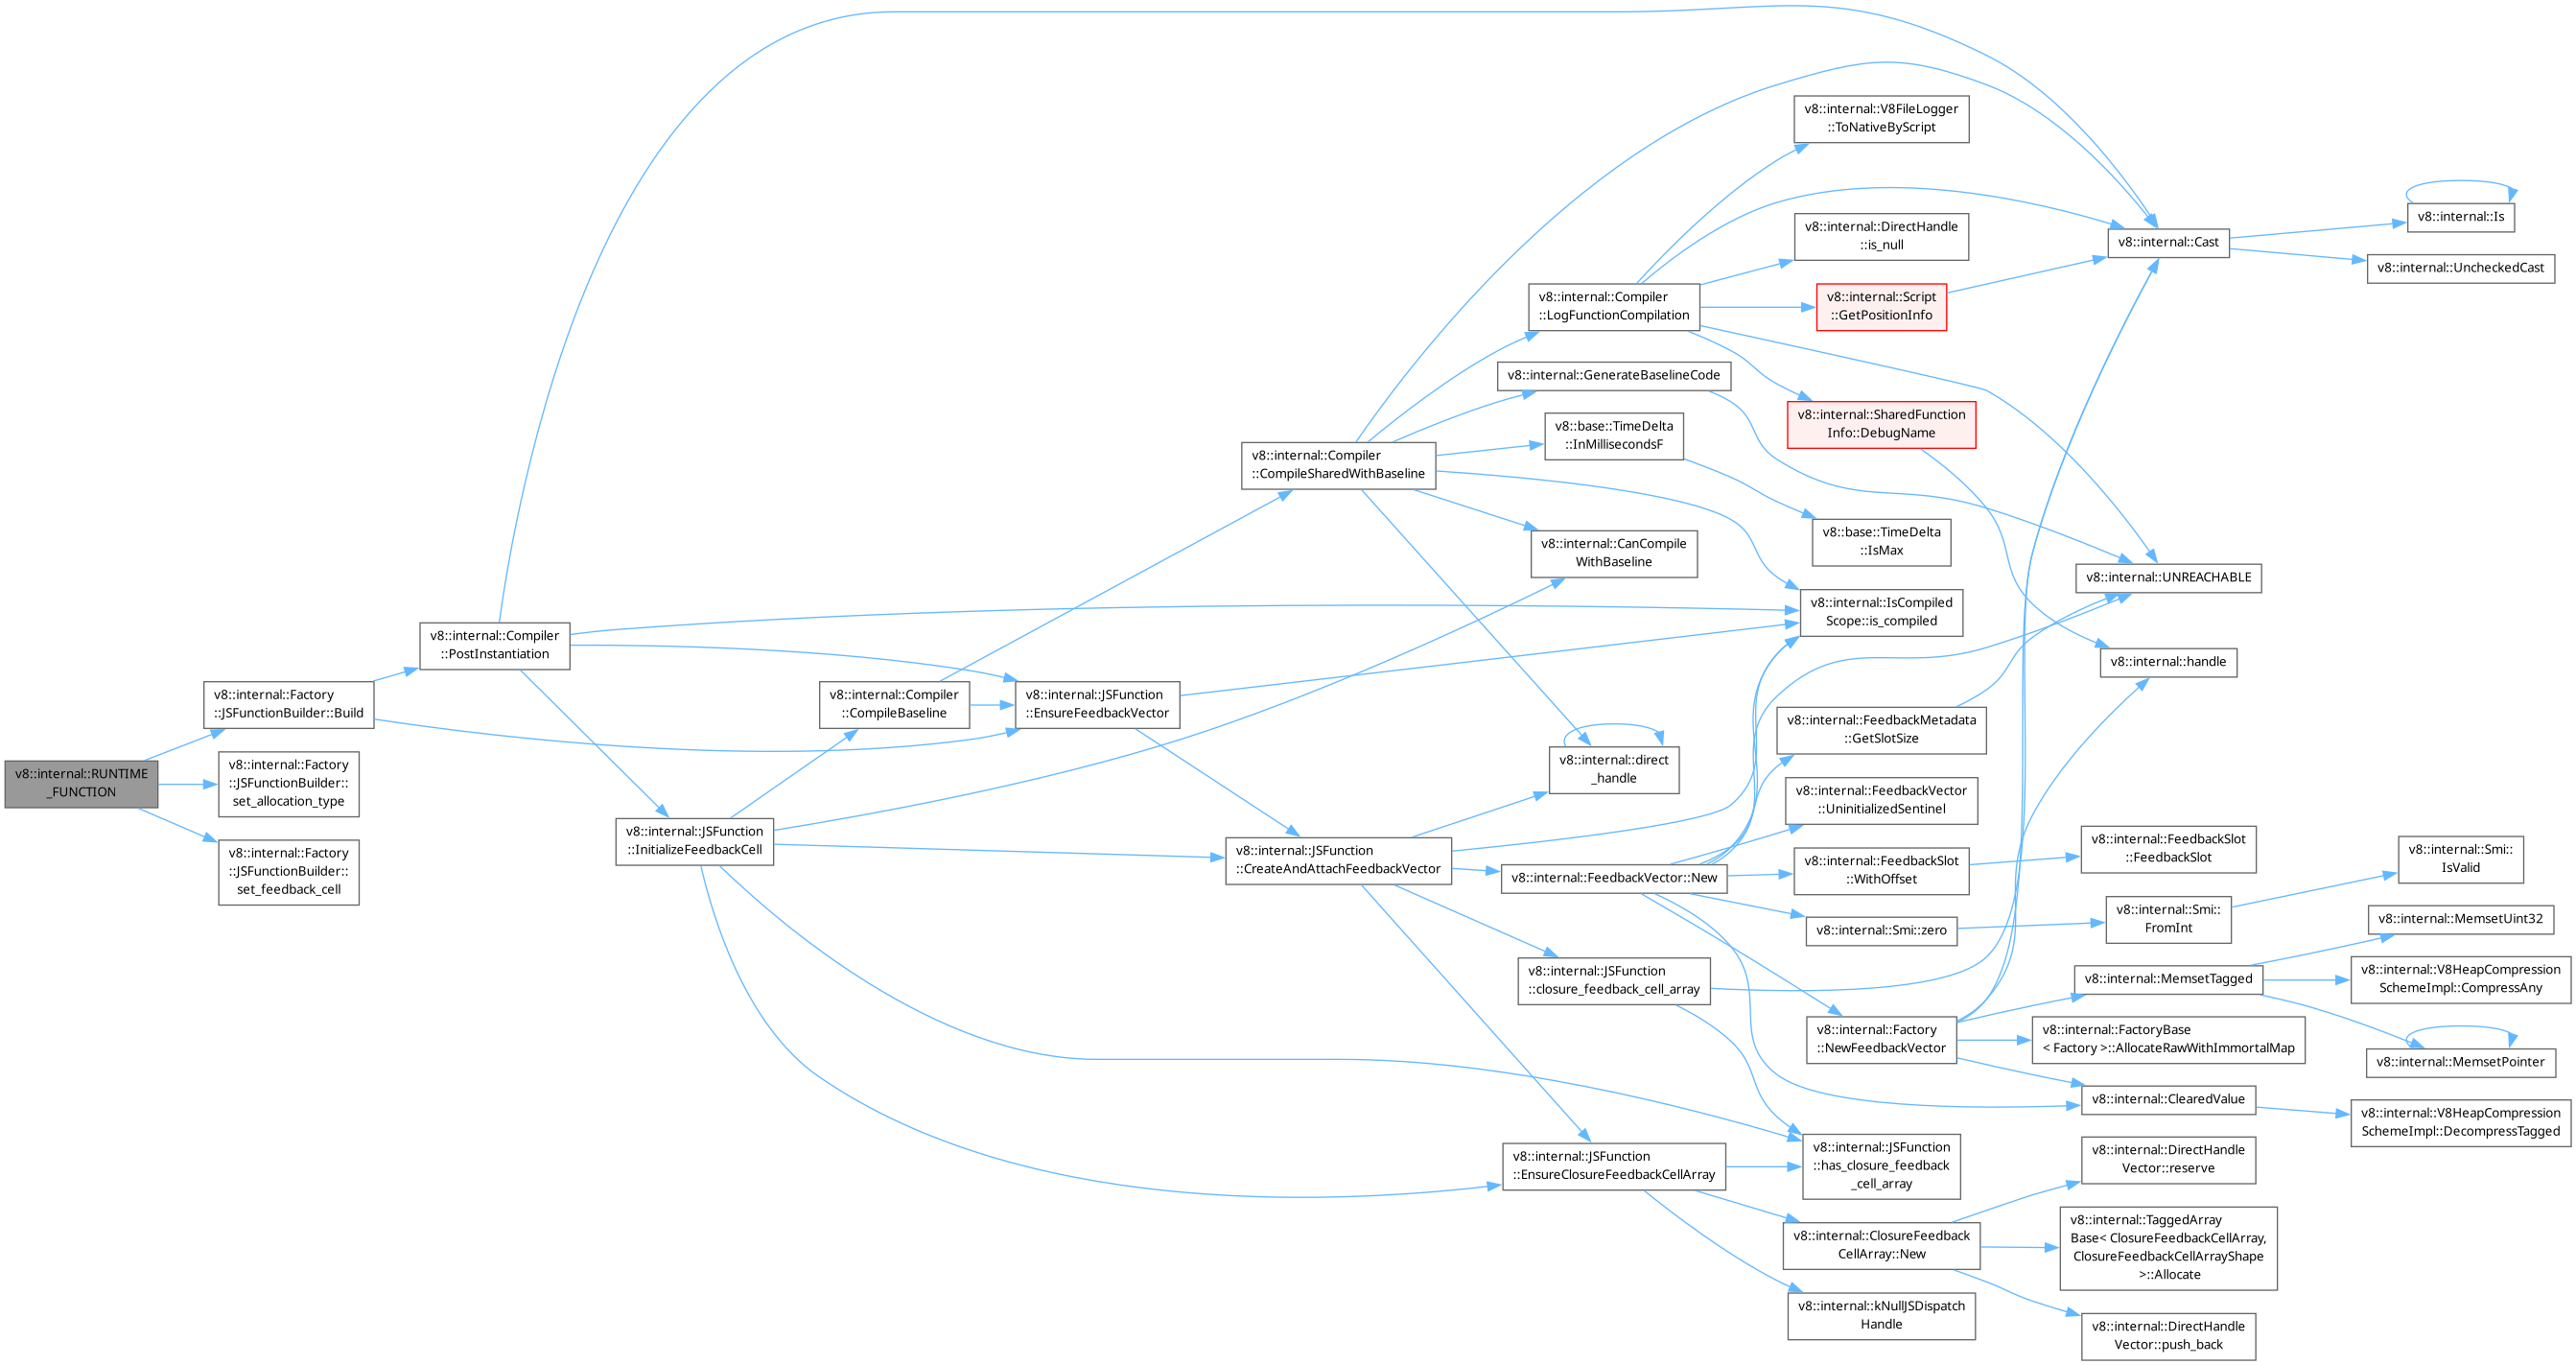 v8::internal::RUNTIME
_FUNCTION
v8::internal::Factory
::JSFunctionBuilder::Build
v8::internal::Factory
::JSFunctionBuilder::
set_allocation_type
v8::internal::Factory
::JSFunctionBuilder::
set_feedback_cell
v8::internal::Compiler
::PostInstantiation
v8::internal::JSFunction
::InitializeFeedbackCell
v8::internal::Compiler
::CompileBaseline
v8::internal::JSFunction
::EnsureFeedbackVector
v8::internal::Compiler
::CompileSharedWithBaseline
v8::internal::JSFunction
::CreateAndAttachFeedbackVector
v8::internal::Compiler
::LogFunctionCompilation
v8::internal::GenerateBaselineCode
v8::base::TimeDelta
::InMillisecondsF
v8::internal::CanCompile
WithBaseline
v8::internal::direct
_handle
v8::internal::FeedbackVector::New
v8::internal::JSFunction
::closure_feedback_cell_array
v8::internal::JSFunction
::EnsureClosureFeedbackCellArray
v8::internal::V8FileLogger
::ToNativeByScript
v8::internal::DirectHandle
::is_null
v8::internal::Script
::GetPositionInfo
v8::internal::SharedFunction
Info::DebugName
v8::base::TimeDelta
::IsMax
v8::internal::IsCompiled
Scope::is_compiled
v8::internal::FeedbackMetadata
::GetSlotSize
v8::internal::FeedbackVector
::UninitializedSentinel
v8::internal::FeedbackSlot
::WithOffset
v8::internal::Smi::zero
v8::internal::Factory
::NewFeedbackVector
v8::internal::JSFunction
::has_closure_feedback
_cell_array
v8::internal::ClosureFeedback
CellArray::New
v8::internal::kNullJSDispatch
Handle
v8::internal::Cast
v8::internal::UNREACHABLE
v8::internal::handle
v8::internal::FeedbackSlot
::FeedbackSlot
v8::internal::Smi::
FromInt
v8::internal::MemsetTagged
v8::internal::FactoryBase
< Factory >::AllocateRawWithImmortalMap
v8::internal::ClearedValue
v8::internal::DirectHandle
Vector::reserve
v8::internal::TaggedArray
Base< ClosureFeedbackCellArray,
ClosureFeedbackCellArrayShape
>::Allocate
v8::internal::DirectHandle
Vector::push_back
v8::internal::Is
v8::internal::UncheckedCast
v8::internal::Smi::
IsValid
v8::internal::MemsetUint32
v8::internal::V8HeapCompression
SchemeImpl::CompressAny
v8::internal::MemsetPointer
v8::internal::V8HeapCompression
SchemeImpl::DecompressTagged